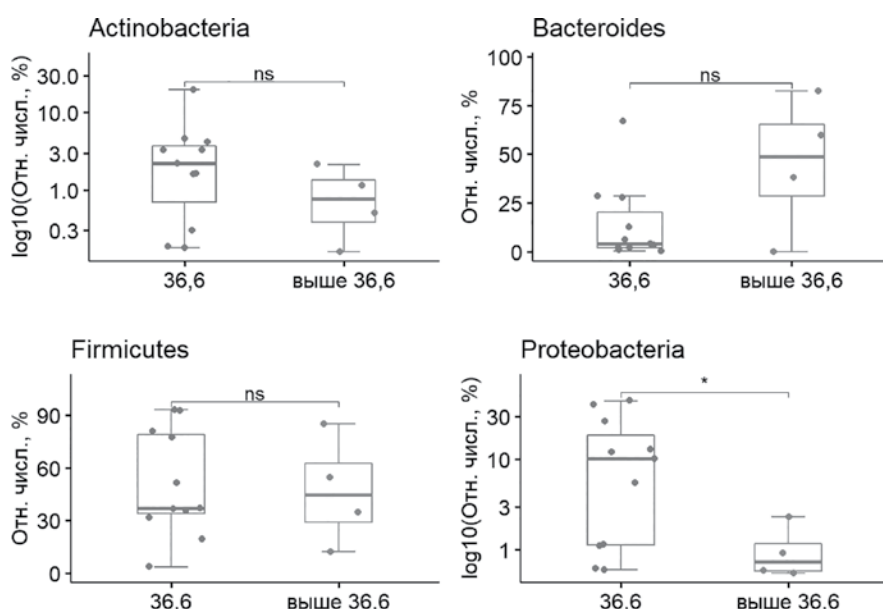 Actinobacteria
log10(Отн. числ., %)
30.0
10.0
3.0
1.0
0.3
ns
36,6
выше 36,6
Bacteroides
Отн. числ., %
100
75
50
25
0
ns
36,6
выше 36,6
Firmicutes
Отн. числ., %
90
60
30
0
ns
36,6
выше 36,6
Proteobacteria
log10(Отн. числ., %)
30
10
3
1
*
36,6
выше 36,6